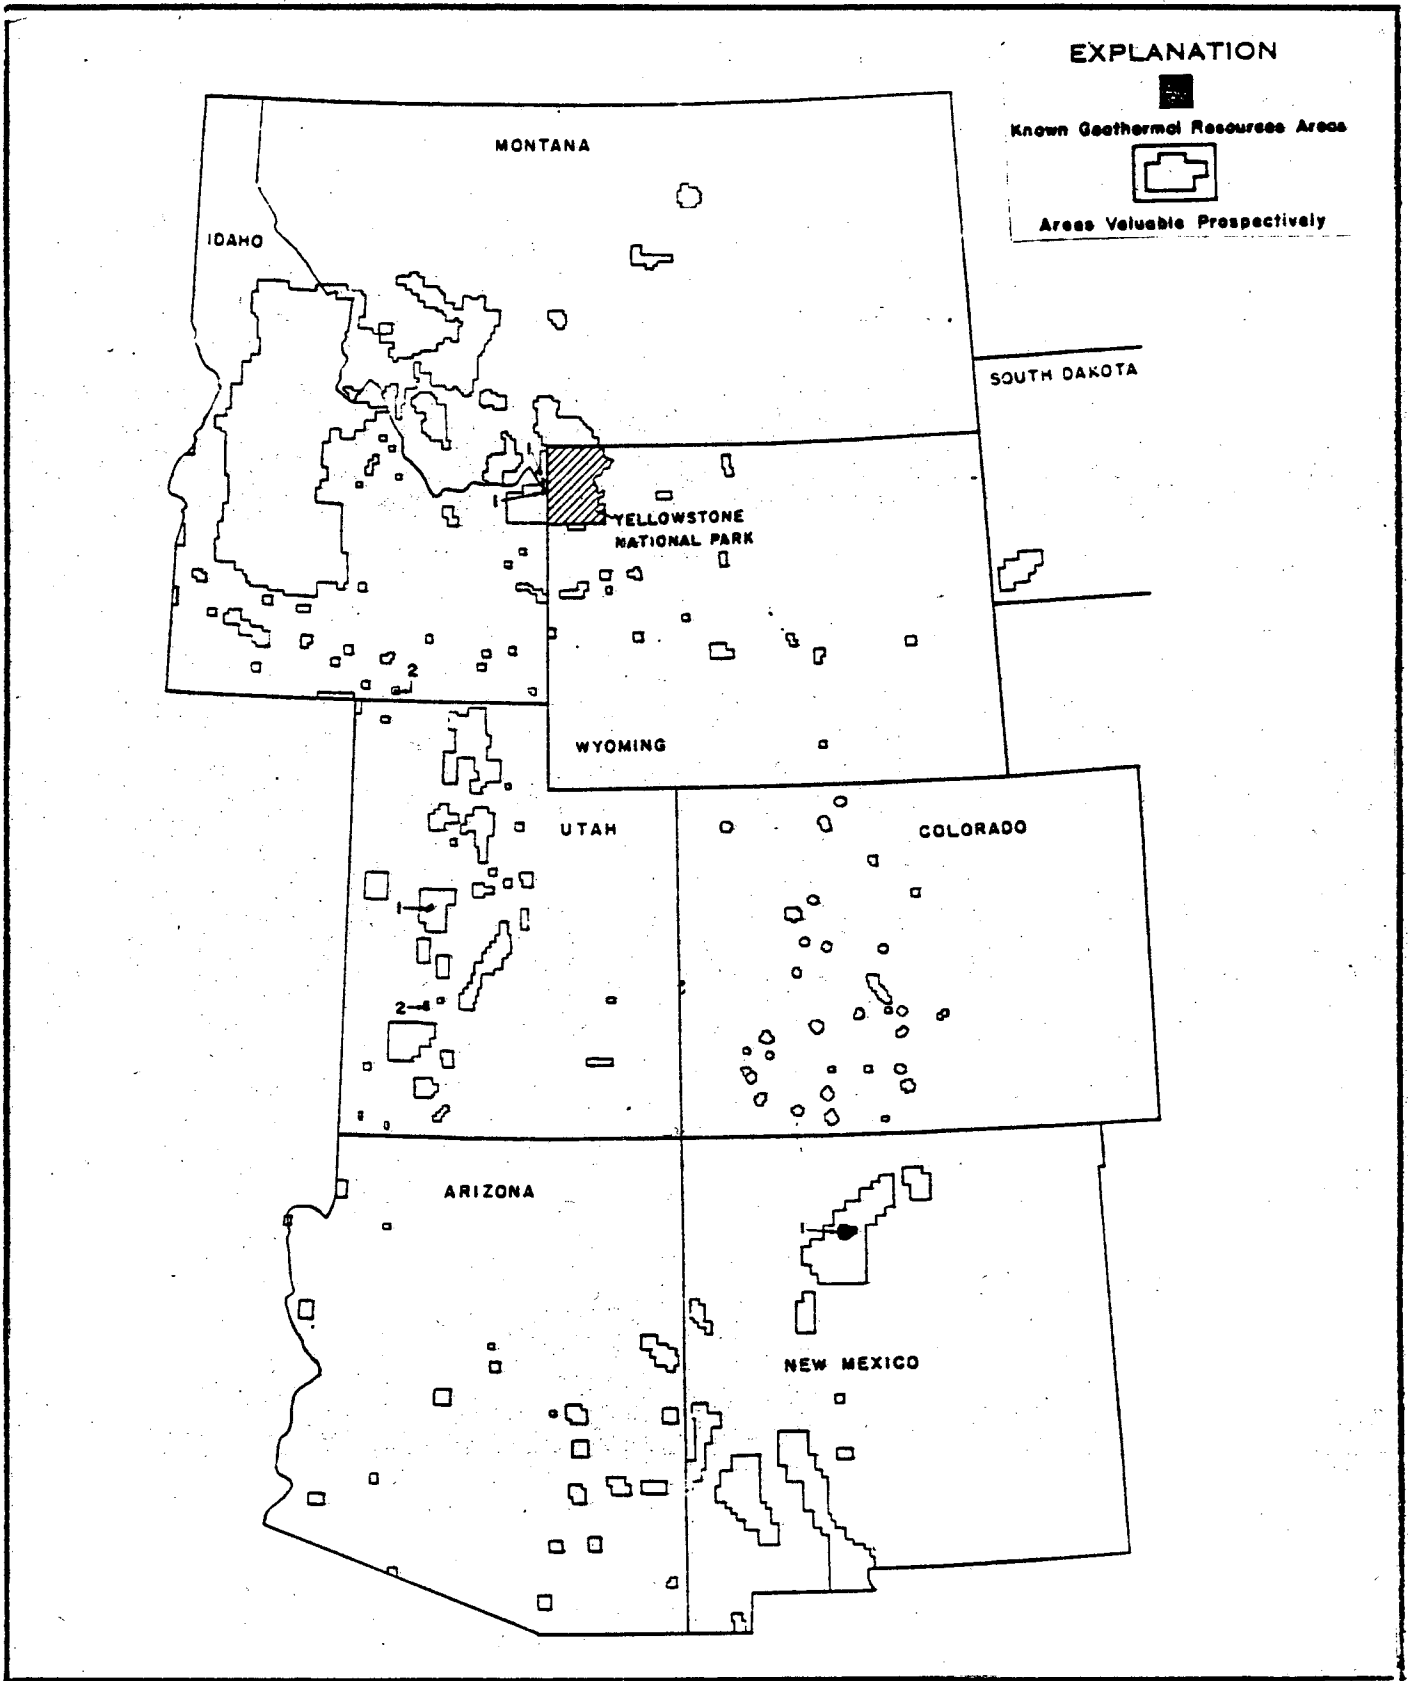 EXPLANATION
Known Geothermal Resources Areas
Areas Valuable Prospectively
MONTANA
IDAHO
SOUTH DAKOTA
1
1
YELLOWSTONE
NATIONAL PARK
2
WYOMING
UTAH
COLORADO
1
2
ARIZONA
1
NEW MEXICO